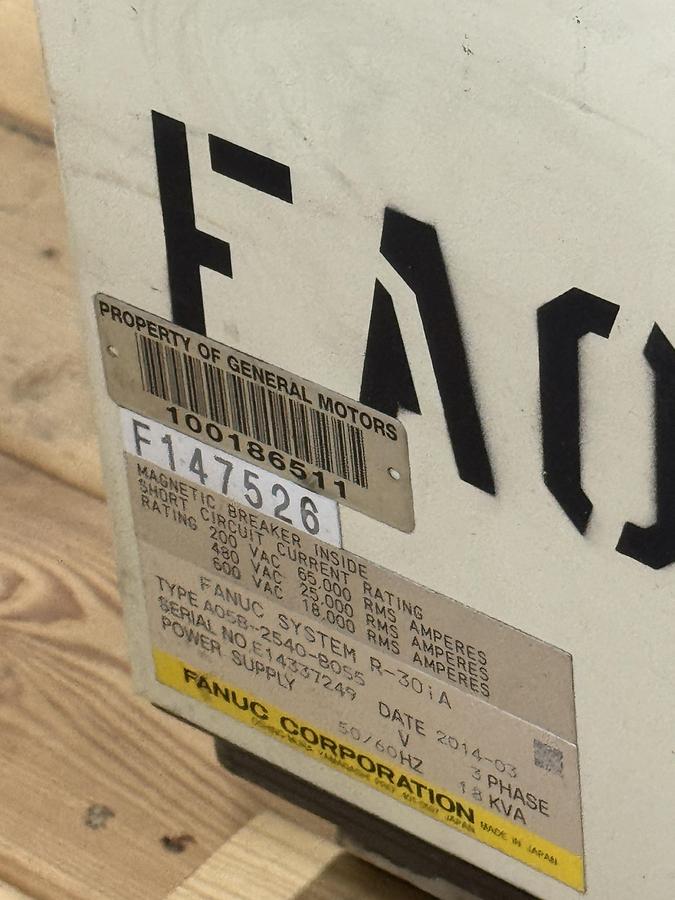 FA0
PROPERTY OF GENERAL MOTORS
100186511
F147526
MAGNETIC BREAKER INSIDE
SHORT CIRCUIT CURRENT RATING
RATING 200 VAC 65,000 RMS AMPERES
480 VAC 25,000 RMS AMPERES
600 VAC 18,000 RMS AMPERES
FANUC SYSTEM R-30iA
TYPE A05B-2540-B055
SERIAL NO.E14337249 DATE 2014-03
POWER SUPPLY V 3 PHASE
50/60HZ 18 KVA
FANUC CORPORATION
MADE IN JAPAN